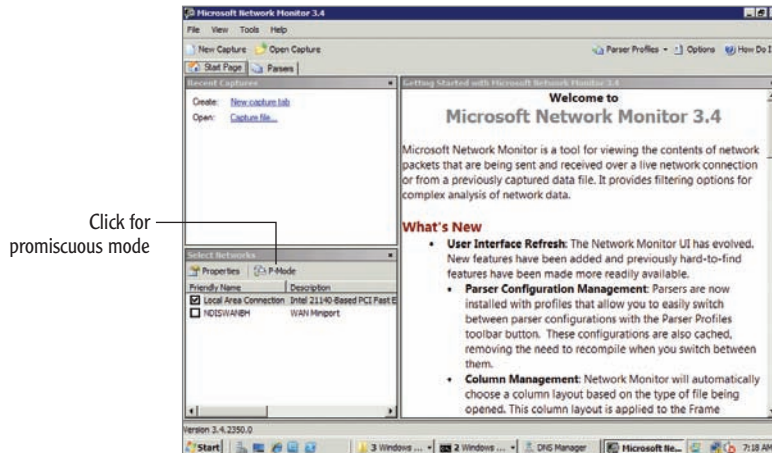 Microsoft Network Monitor 3.4
File View Tools Help
New Capture Open Capture
Parser Profiles Options How Do I
Start Page Parsers
Recent Captures
Create: New capture tab
Open: Capture file...
Click for
promiscuous mode
Select Networks
Properties P-Mode
Friendly Name Description
Local Area Connection Intel 21140-Based PCI Fast E
NDISWANBH WAN Miniport
Getting Started with Microsoft Network Monitor 3.4
Welcome to
Microsoft Network Monitor 3.4
Microsoft Network Monitor is a tool for viewing the contents of network
packets that are being sent and received over a live network connection
or from a previously captured data file. It provides filtering options for
complex analysis of network data.
What's New
• User Interface Refresh: The Network Monitor UI has evolved.
New features have been added and previously hard-to-find
features have been made more readily available.
• Parser Configuration Management: Parsers are now
installed with profiles that allow you to easily switch
between parser configurations with the Parser Profiles
toolbar button. These configurations are also cached,
removing the need to recompile when you switch between
them.
• Column Management: Network Monitor will automatically
choose a column layout based on the type of file being
opened. This column layout is applied to the Frame
Version 3.4.2350.0
Start 3 Windows ... 2 Windows ... DNS Manager Microsoft Ne... 7:18 AM